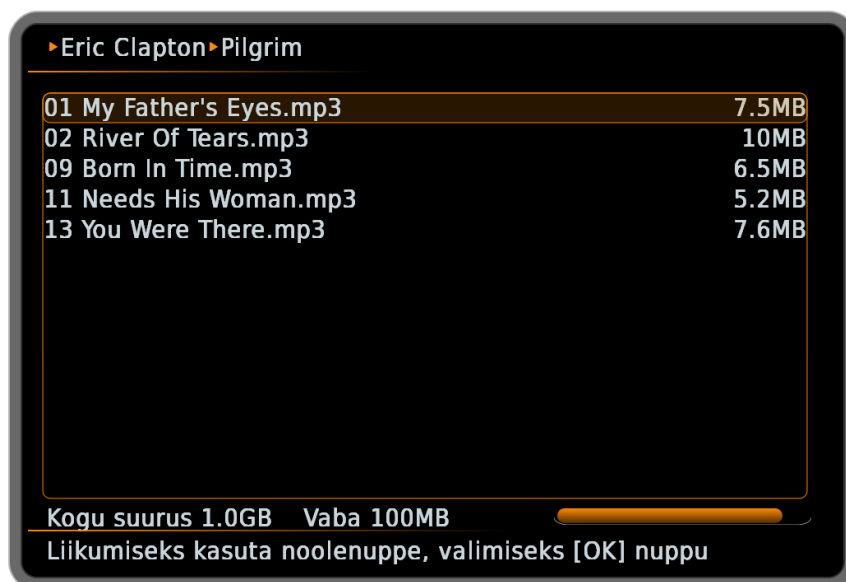 ▸Eric Clapton▸Pilgrim
01 My Father's Eyes.mp3 7.5MB
02 River Of Tears.mp3 10MB
09 Born In Time.mp3 6.5MB
11 Needs His Woman.mp3 5.2MB
13 You Were There.mp3 7.6MB
Kogu suurus 1.0GB Vaba 100MB
Liikumiseks kasuta noolenuppe, valimiseks [OK] nuppu